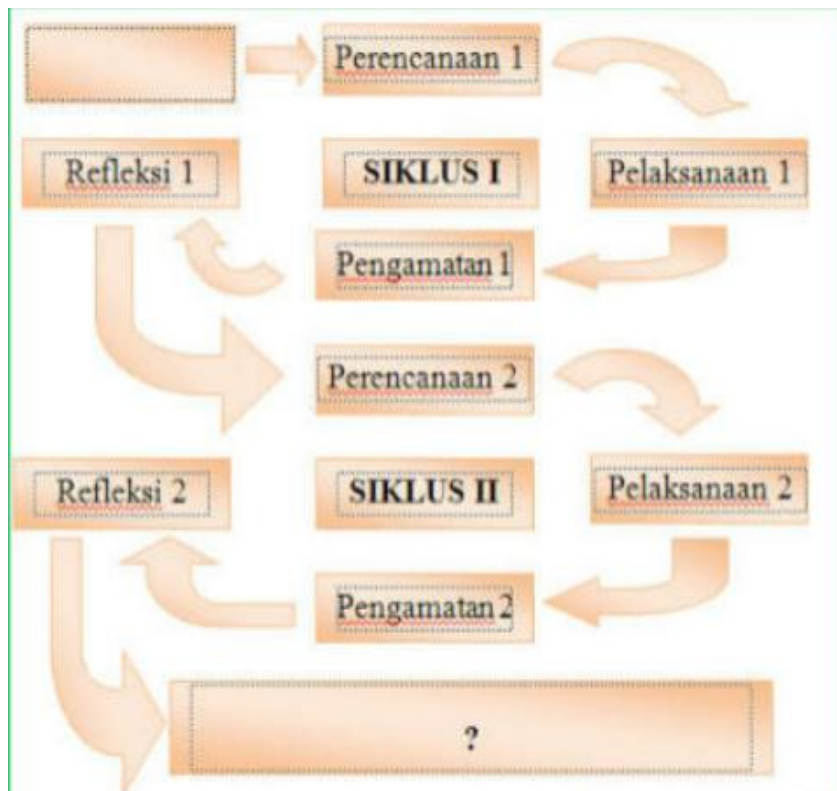 Perencanaan 1
Refleksi 1
SIKLUS I
Pelaksanaan 1
Pengamatan 1
Perencanaan 2
Refleksi 2
SIKLUS II
Pelaksanaan 2
Pengamatan 2
?